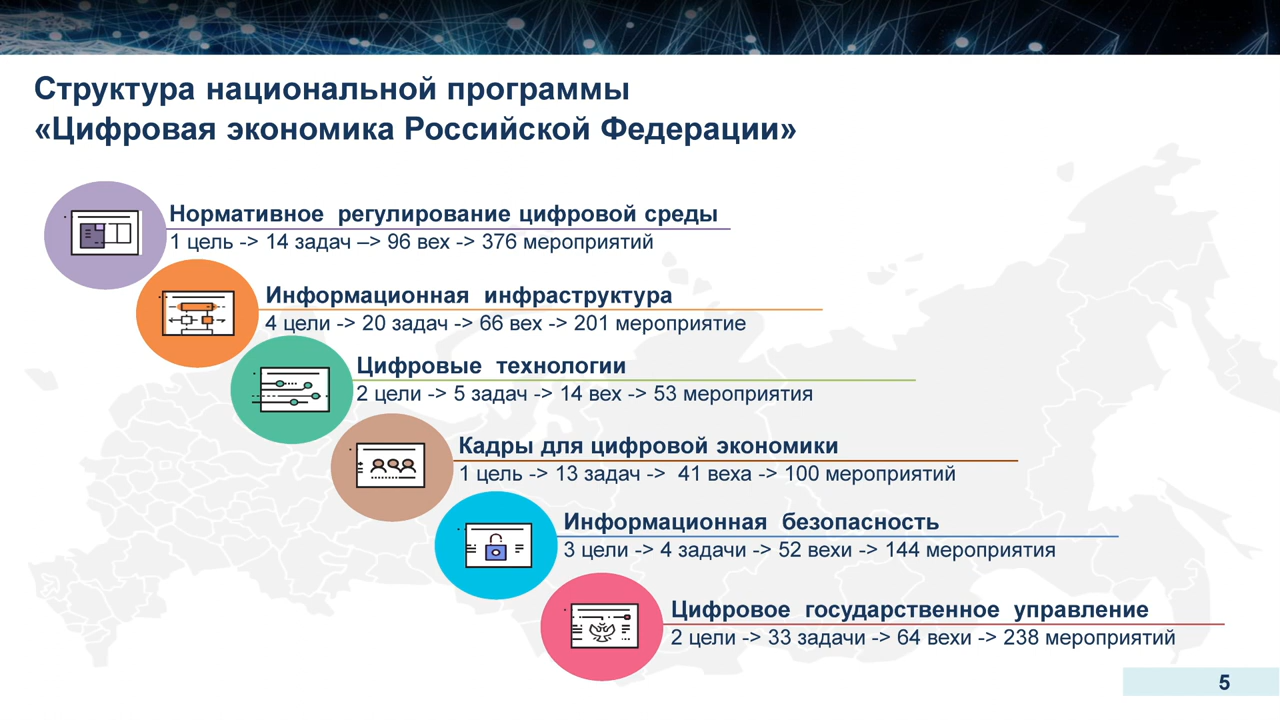 Структура национальной программы
«Цифровая экономика Российской Федерации»
Нормативное регулирование цифровой среды
1 цель -> 14 задач –> 96 вех -> 376 мероприятий
Информационная инфраструктура
4 цели -> 20 задач -> 66 вех -> 201 мероприятие
Цифровые технологии
2 цели -> 5 задач -> 14 вех -> 53 мероприятия
Кадры для цифровой экономики
1 цель -> 13 задач -> 41 веха -> 100 мероприятий
Информационная безопасность
3 цели -> 4 задачи -> 52 вехи -> 144 мероприятия
Цифровое государственное управление
2 цели -> 33 задачи -> 64 вехи -> 238 мероприятий
5